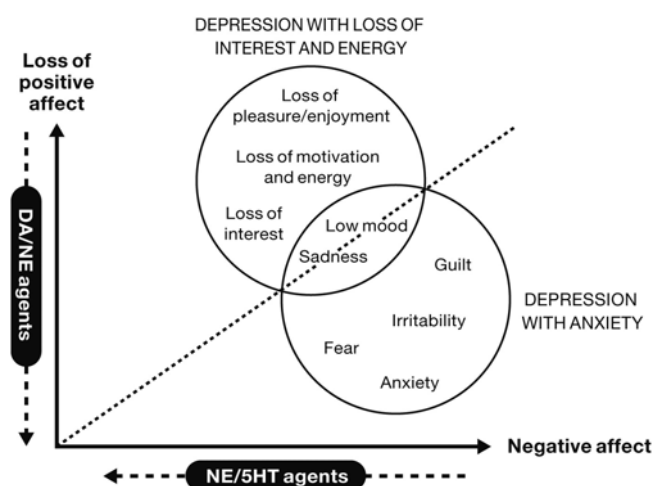 DEPRESSION WITH LOSS OF
INTEREST AND ENERGY
Loss of
positive
affect
Loss of
pleasure/enjoyment
Loss of motivation
and energy
Loss of
interest
Low mood
Sadness
Guilt
Irritability
Fear
Anxiety
DEPRESSION
WITH ANXIETY
DA/NE agents
Negative affect
NE/5HT agents